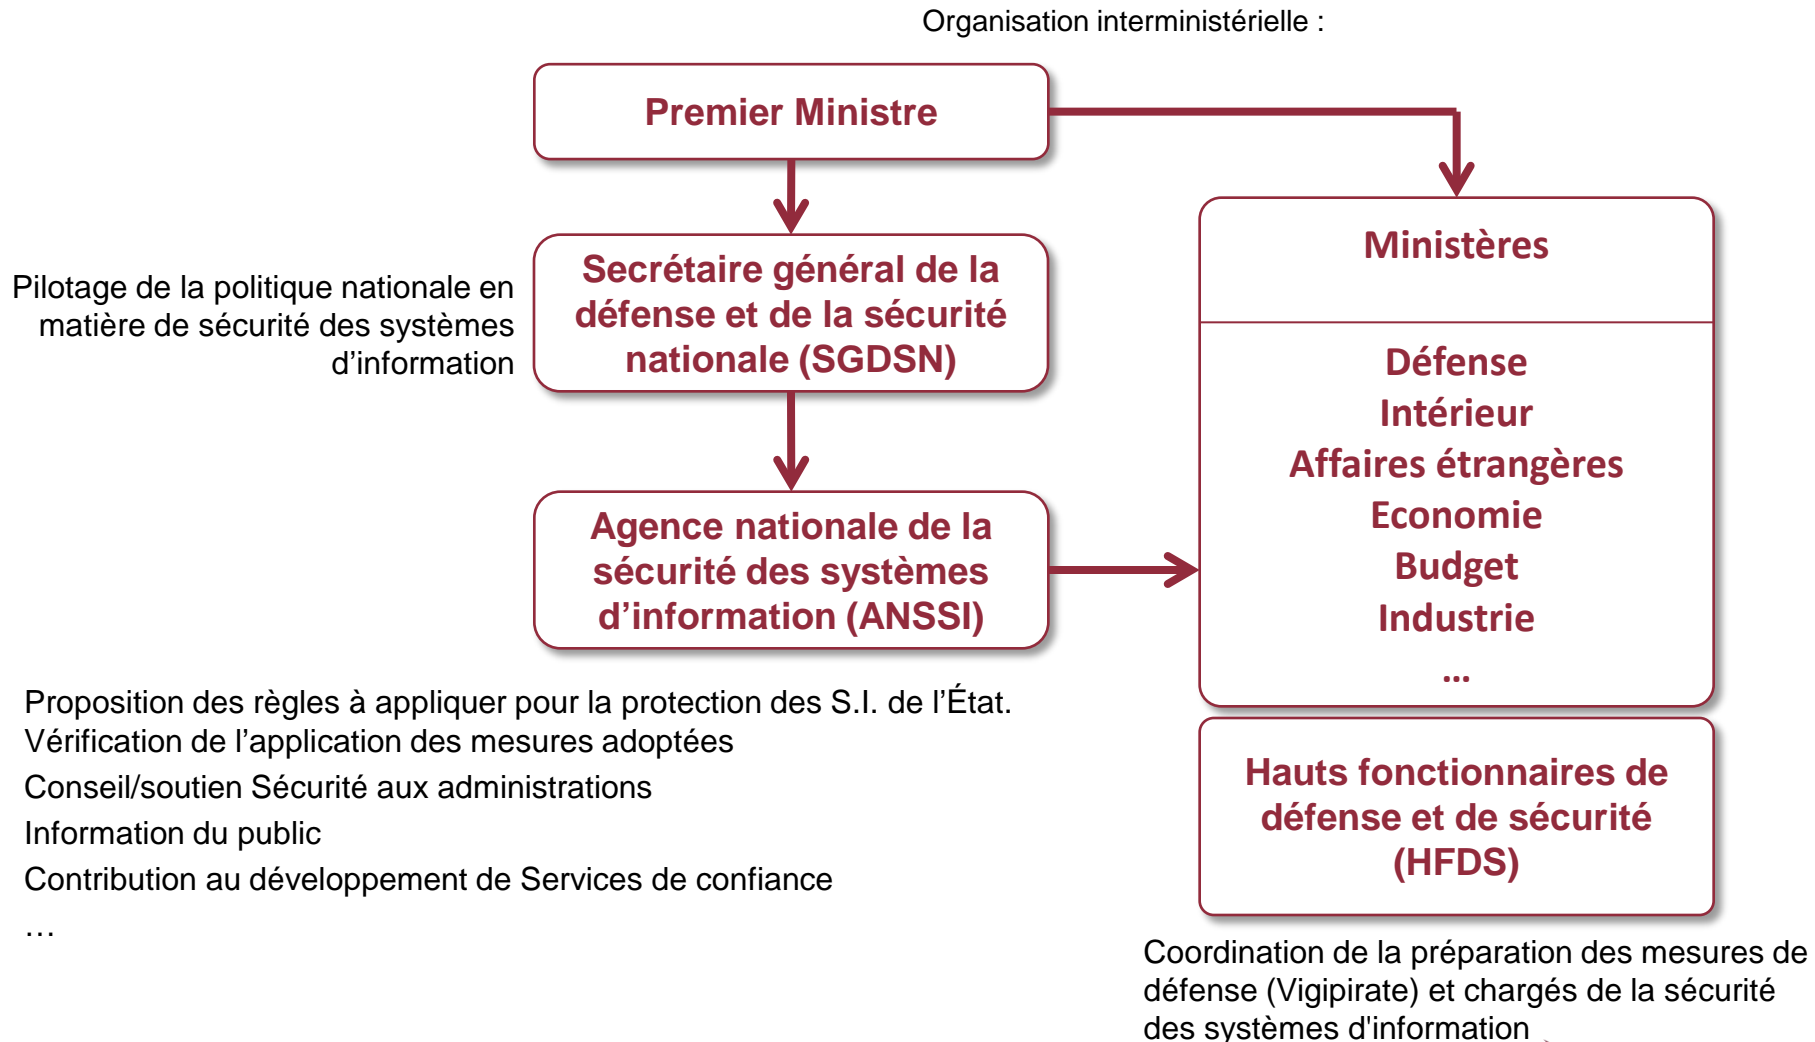 Organisation interministérielle :
Premier Ministre
Pilotage de la politique nationale en
matière de sécurité des systèmes
d’information
Secrétaire général de la
défense et de la sécurité
nationale (SGDSN)
Agence nationale de la
sécurité des systèmes
d’information (ANSSI)
Ministères
Défense
Intérieur
Affaires étrangères
Economie
Budget
Industrie
...
Proposition des règles à appliquer pour la protection des S.I. de l’État.
Vérification de l’application des mesures adoptées
Conseil/soutien Sécurité aux administrations
Information du public
Contribution au développement de Services de confiance
…
Hauts fonctionnaires de
défense et de sécurité
(HFDS)
Coordination de la préparation des mesures de
défense (Vigipirate) et chargés de la sécurité
des systèmes d'information